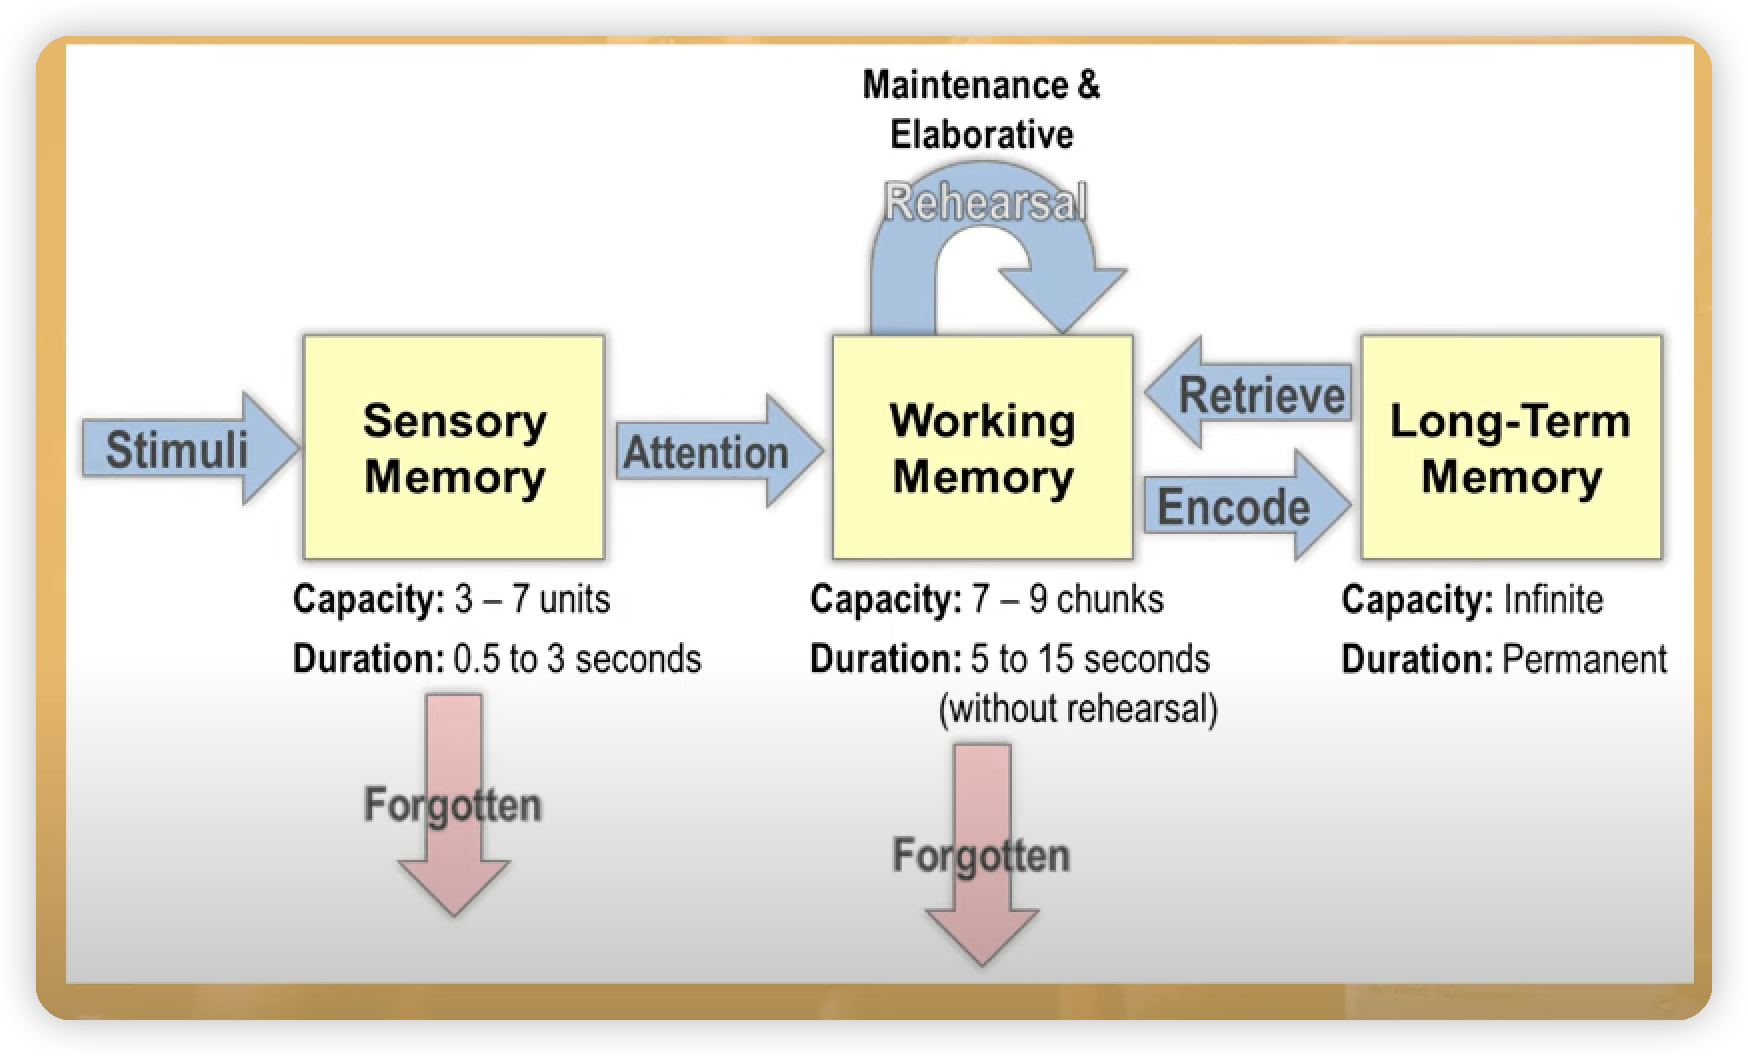 Maintenance &
Elaborative
Rehearsal
Stimuli
Sensory
Memory
Attention
Working
Memory
Retrieve
Encode
Long-Term
Memory
Capacity: 3 – 7 units
Duration: 0.5 to 3 seconds
Forgotten
Capacity: 7 – 9 chunks
Duration: 5 to 15 seconds
(without rehearsal)
Forgotten
Capacity: Infinite
Duration: Permanent